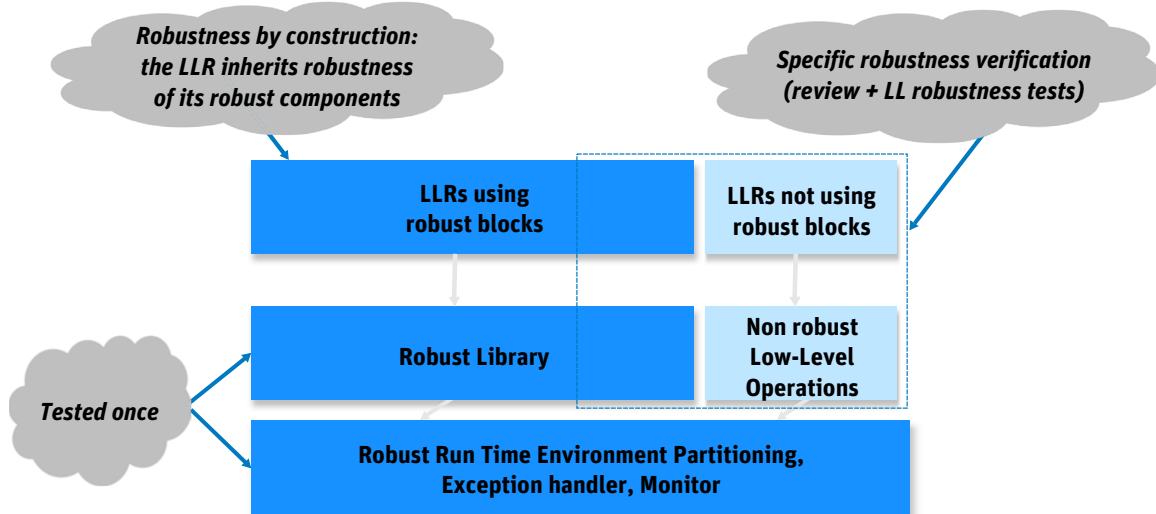 Robustness by construction:
the LLR inherits robustness
of its robust components
Specific robustness verification
(review + LL robustness tests)
LLRs using
robust blocks
LLRs not using
robust blocks
Robust Library
Non robust
Low-Level
Operations
Tested once
Robust Run Time Environment Partitioning,
Exception handler, Monitor